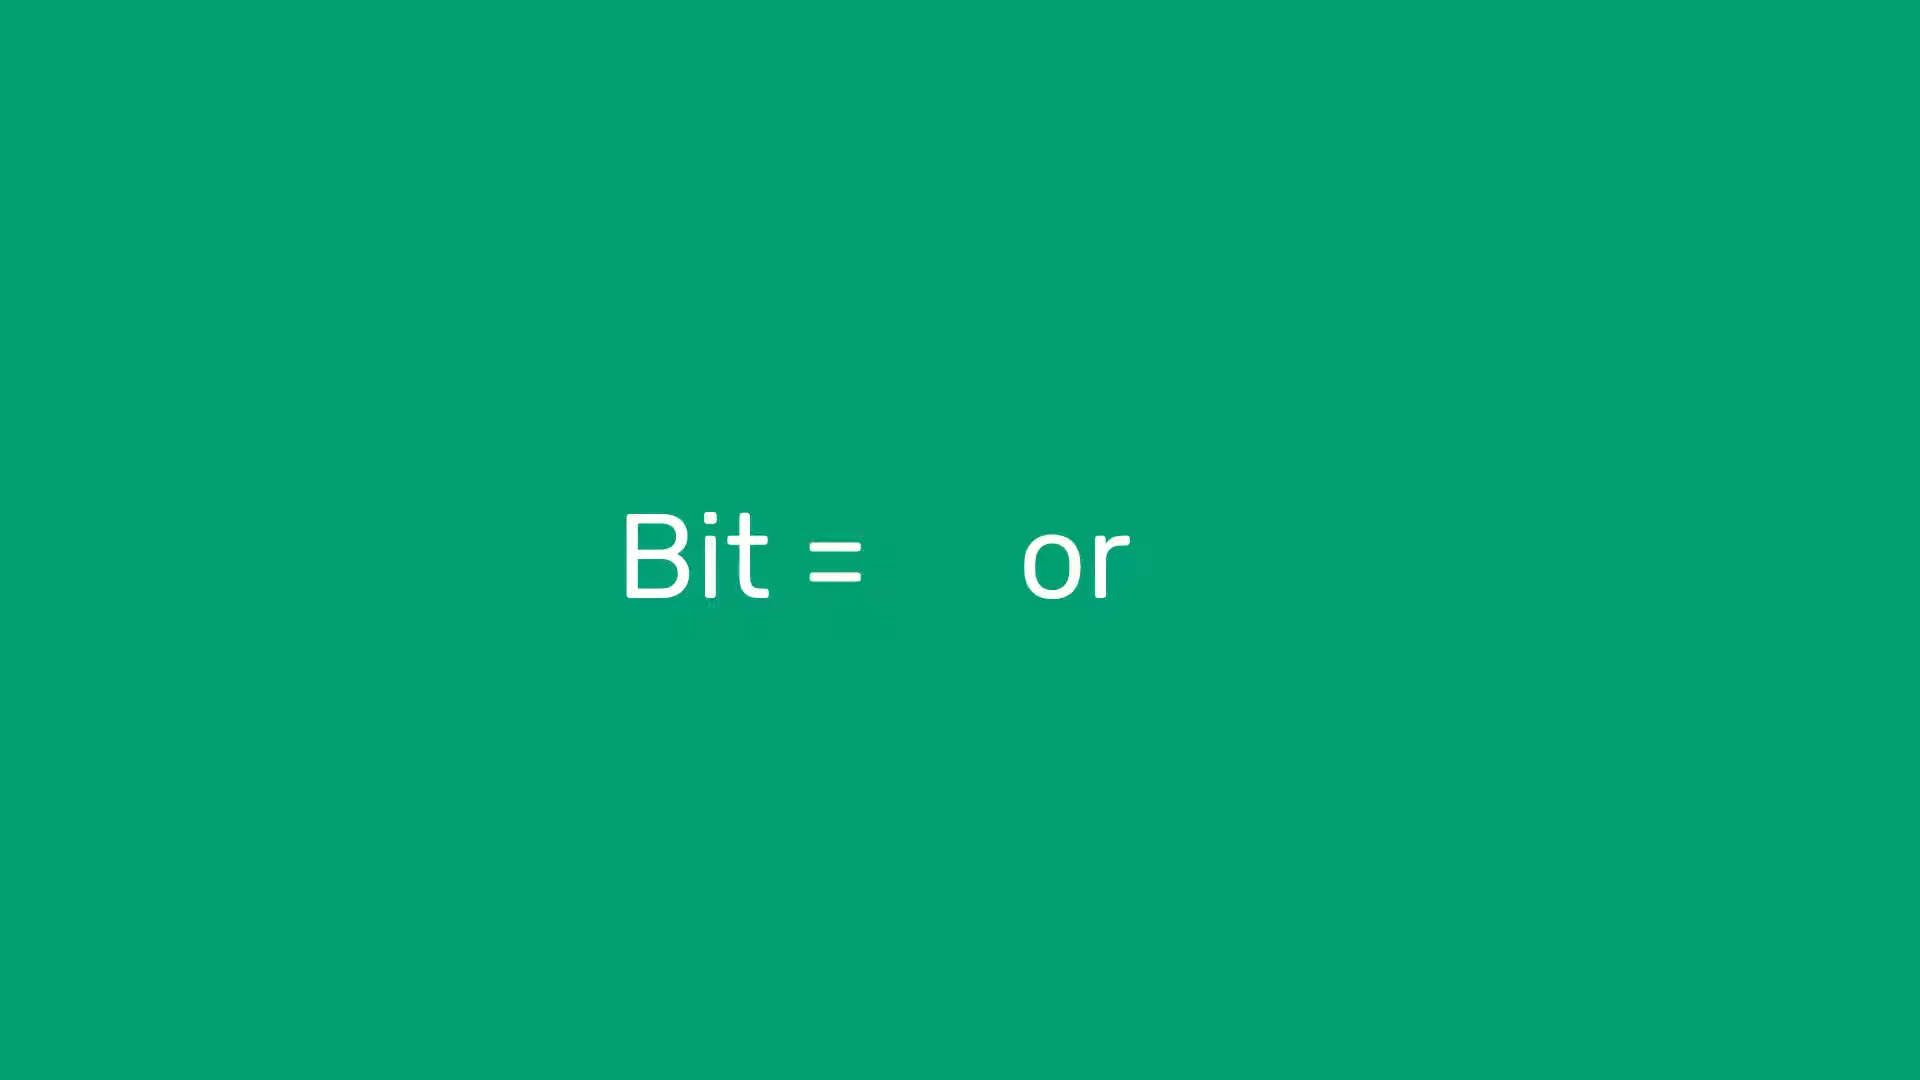 Bit = or